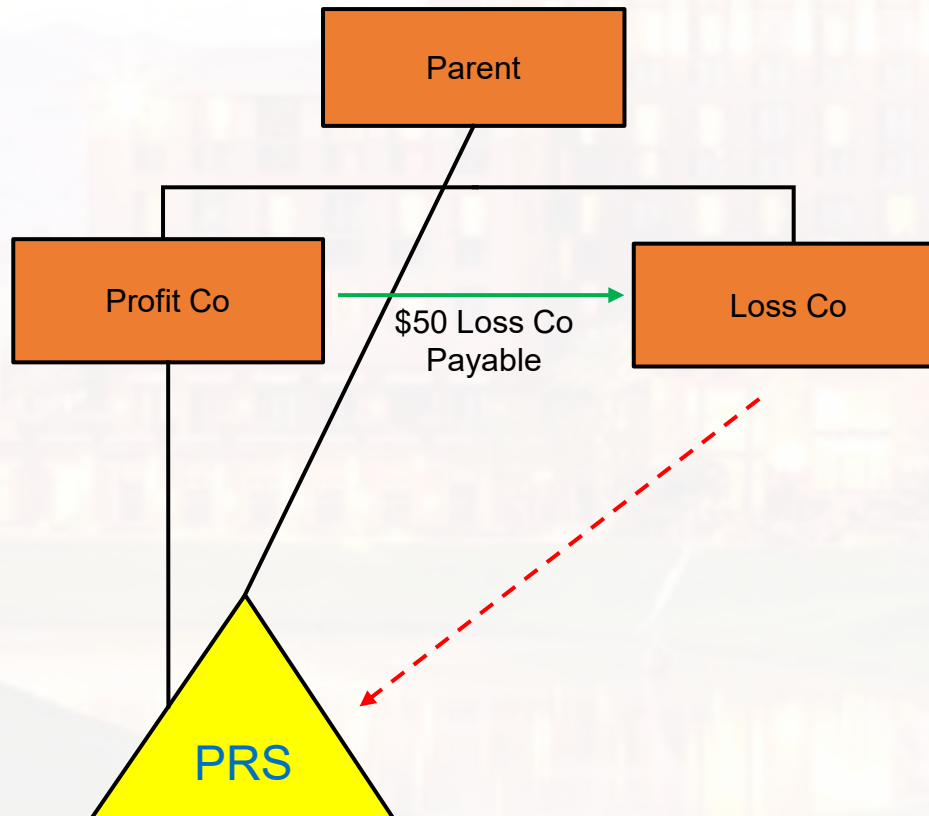 Parent
Profit Co
$50 Loss Co
Payable
Loss Co
PRS